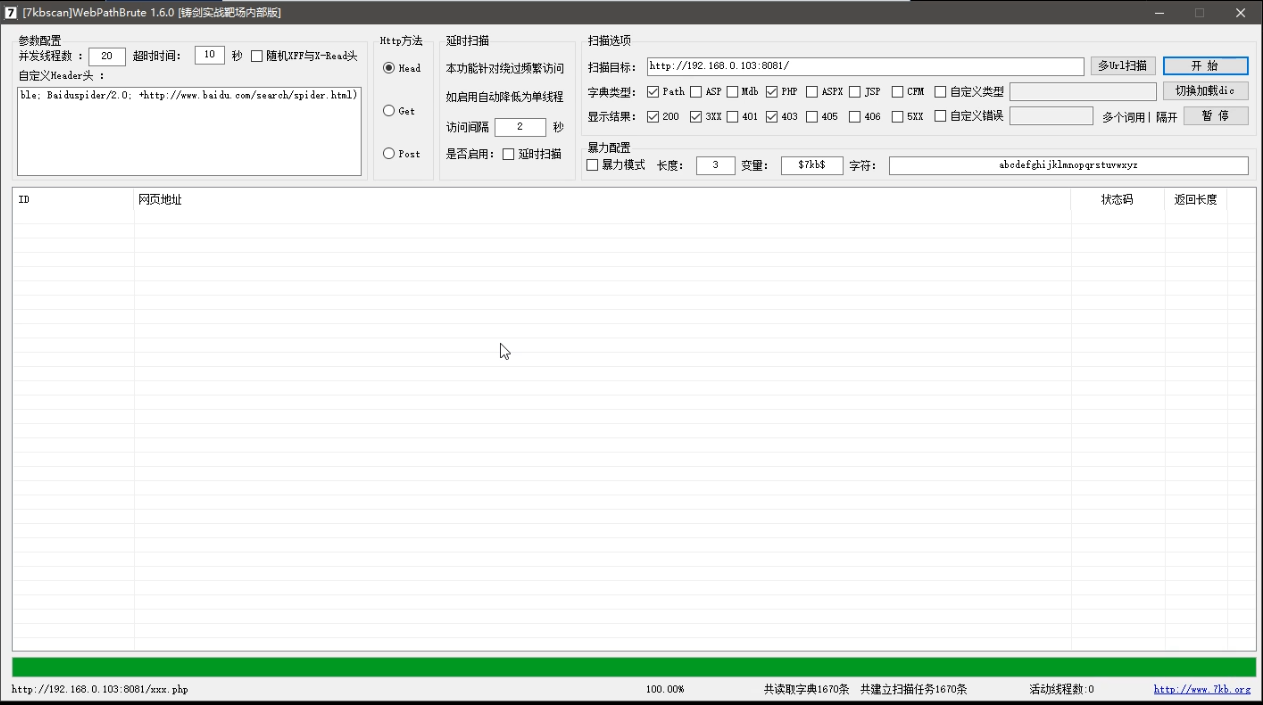 7 [7kbscan]WebPathBrute 1.6.0 [铸剑实战靶场内部版]
参数配置
并发线程数 : 20 超时时间: 10 秒 随机XFF与X-Read头
自定义Header头 :
ble; Baiduspider/2.0; +http://www.baidu.com/search/spider.html)
Http方法
Head
Get
Post
延时扫描
本功能针对绕过频繁访问
如启用自动降低为单线程
访问间隔 2 秒
是否启用: 延时扫描
扫描选项
扫描目标: http://192.168.0.103:8081/ 多Url扫描 开 始
字典类型: Path ASP Mdb PHP ASPX JSP CFM 自定义类型 切换加载dic
显示结果: 200 3XX 401 403 405 406 5XX 自定义错误 多个词用| 隔开 暂 停
暴力配置
暴力模式 长度: 3 变量: $7kb$ 字符: abcdefghijklmnopqrstuvwxyz
ID 网页地址 状态码 返回长度
http://192.168.0.103:8081/xxx.php 100.00% 共读取字典1670条 共建立扫描任务1670条 活动线程数:0 http://www.7kb.org